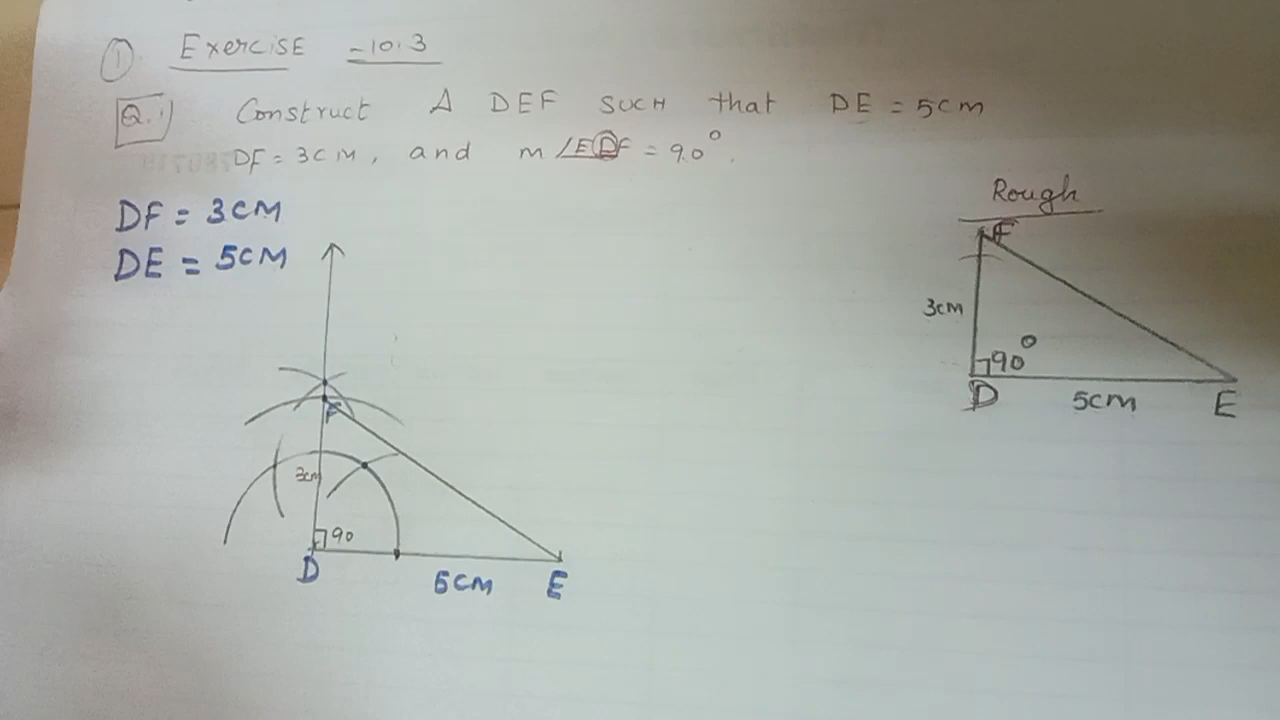 ① Exercise - 10.3
Q.1) Construct Δ DEF SUCH that DE = 5cm
DF = 3CM, and m ∠EDF = 90°.
DF = 3CM
DE = 5CM
Rough
F
3cm
90°
D
5cm
E
F
3cm
90
D
5CM
E